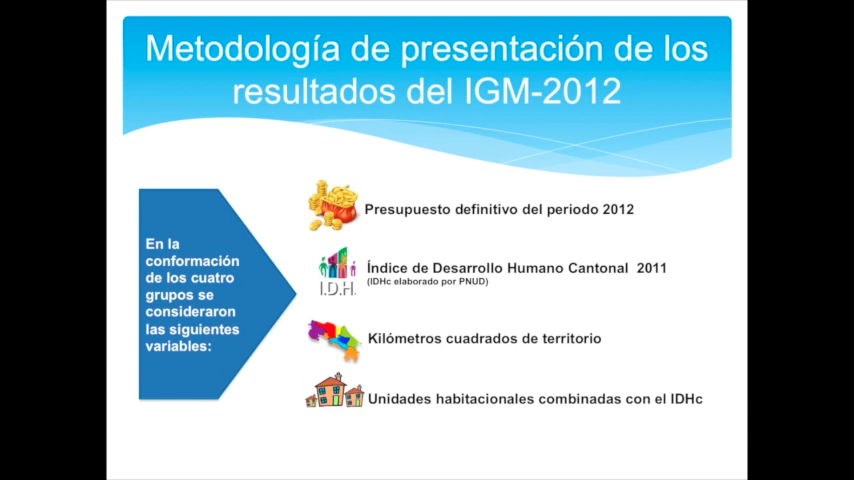 Metodología de presentación de los
resultados del IGM-2012
En la
conformación
de los cuatro
grupos se
consideraron
las siguientes
variables:
Presupuesto definitivo del periodo 2012
I.D.H.
Índice de Desarrollo Humano Cantonal 2011
(IDHc elaborado por PNUD)
Kilómetros cuadrados de territorio
Unidades habitacionales combinadas con el IDHc